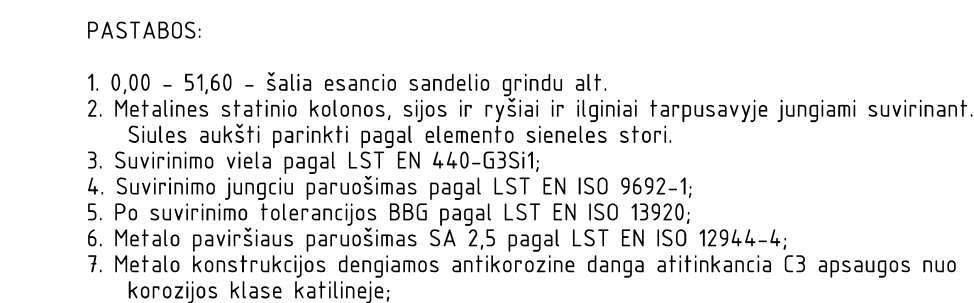 PASTABOS:
1. 0,00 - 51,60 - šalia esancio sandelio grindu alt.
2. Metalines statinio kolonos, sijos ir ryšiai ir ilginiai tarpusavyje jungiami suvirinant.
Siules aukšti parinkti pagal elemento sieneles stori.
3. Suvirinimo viela pagal LST EN 440-G3Si1;
4. Suvirinimo jungciu paruošimas pagal LST EN ISO 9692-1;
5. Po suvirinimo tolerancijos BBG pagal LST EN ISO 13920;
6. Metalo paviršiaus paruošimas SA 2,5 pagal LST EN ISO 12944-4;
7. Metalo konstrukcijos dengiamos antikorozine danga atitinkancia C3 apsaugos nuo
korozijos klase katilineje;